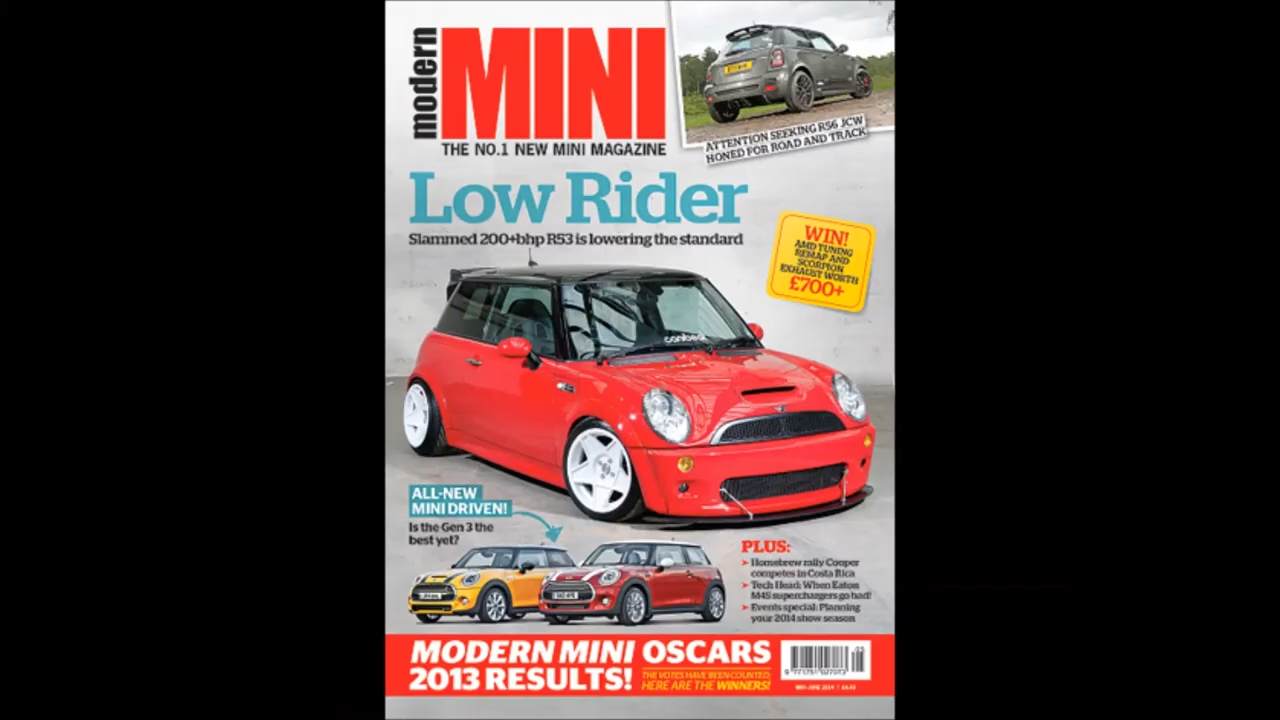 modern
MINI
THE NO.1 NEW MINI MAGAZINE
ATTENTION SEEKING R56 JCW
HONED FOR ROAD AND TRACK
Low Rider
Slammed 200+bhp R53 is lowering the standard
WIN!
AMD TUNING
REMAP AND
SCORPION
EXHAUST WORTH
£700+
ALL-NEW
MINI DRIVEN!
Is the Gen 3 the
best yet?
PLUS:
Homebrew rally Cooper
competes in Costa Rica
Tech Head: When Eaton
M45 superchargers go bad!
Events special: Planning
your 2014 show season
MODERN MINI OSCARS
2013 RESULTS!
THE VOTES HAVE BEEN COUNTED,
HERE ARE THE WINNERS!